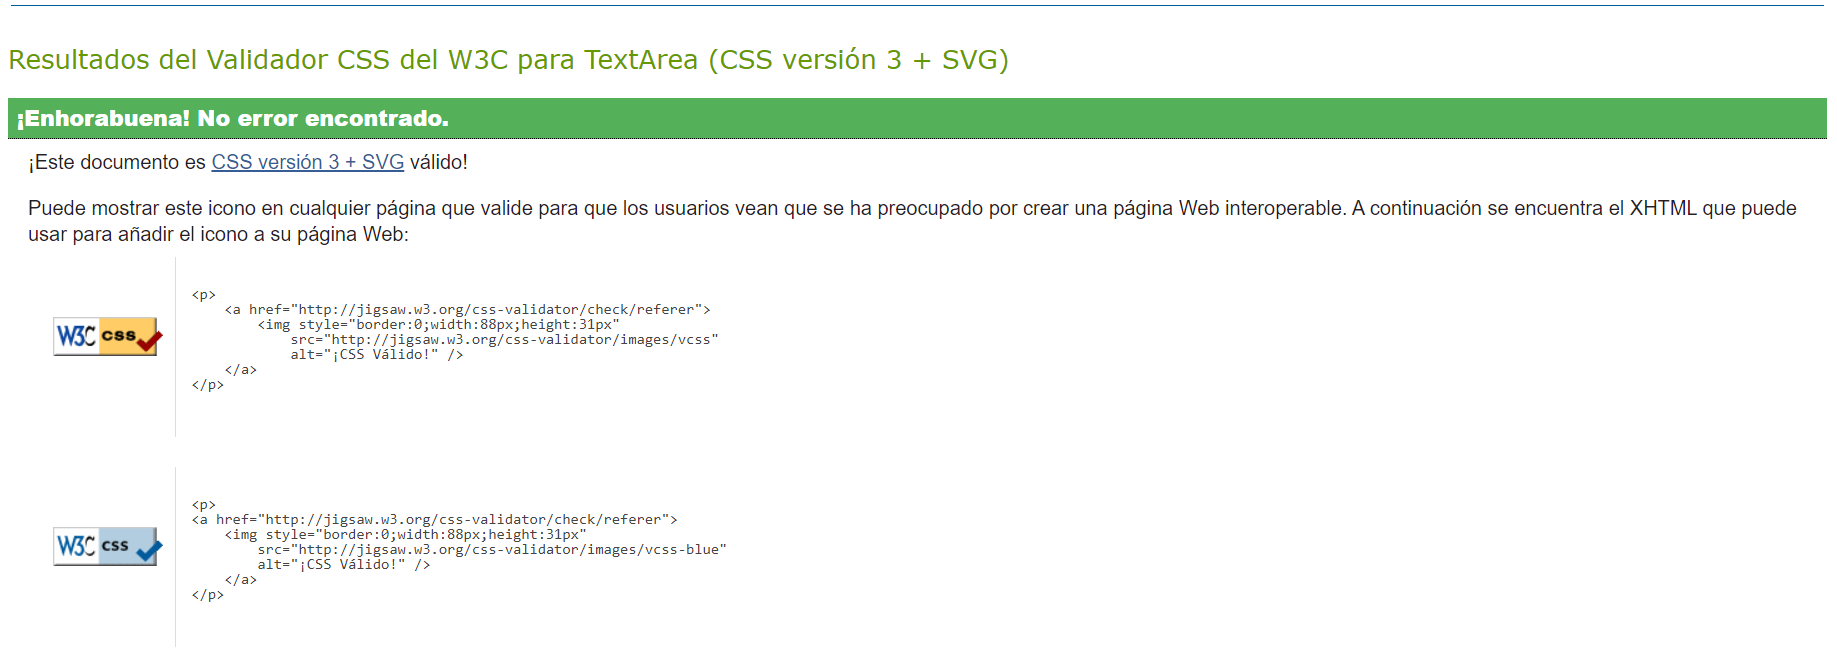 Resultados del Validador CSS del W3C para TextArea (CSS versión 3 + SVG)
¡Enhorabuena! No error encontrado.
¡Este documento es CSS versión 3 + SVG válido!
Puede mostrar este icono en cualquier página que valide para que los usuarios vean que se ha preocupado por crear una página Web interoperable. A continuación se encuentra el XHTML que puede
usar para añadir el icono a su página Web:
W3C css
<p>
    <a href="http://jigsaw.w3.org/css-validator/check/referer">
        <img style="border:0;width:88px;height:31px"
            src="http://jigsaw.w3.org/css-validator/images/vcss"
            alt="¡CSS Válido!" />
    </a>
</p>
W3C css
<p>
<a href="http://jigsaw.w3.org/css-validator/check/referer">
    <img style="border:0;width:88px;height:31px"
        src="http://jigsaw.w3.org/css-validator/images/vcss-blue"
        alt="¡CSS Válido!" />
    </a>
</p>